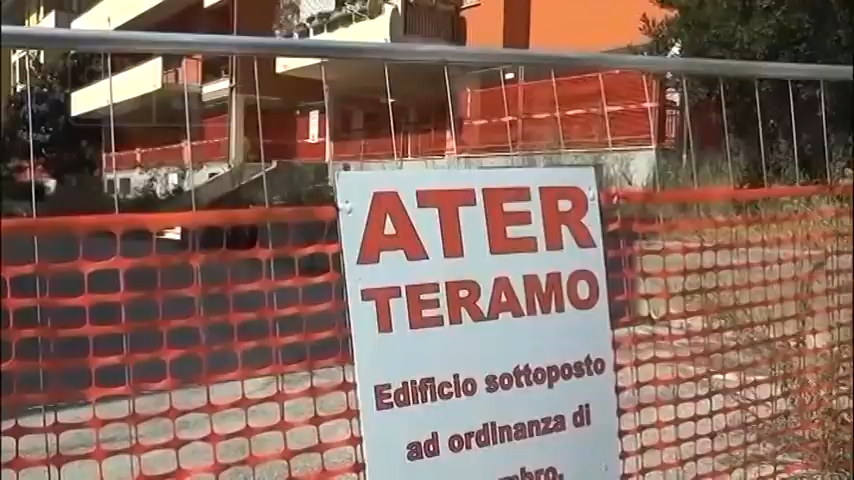 ATER
TERAMO
Edificio sottoposto
ad ordinanza di